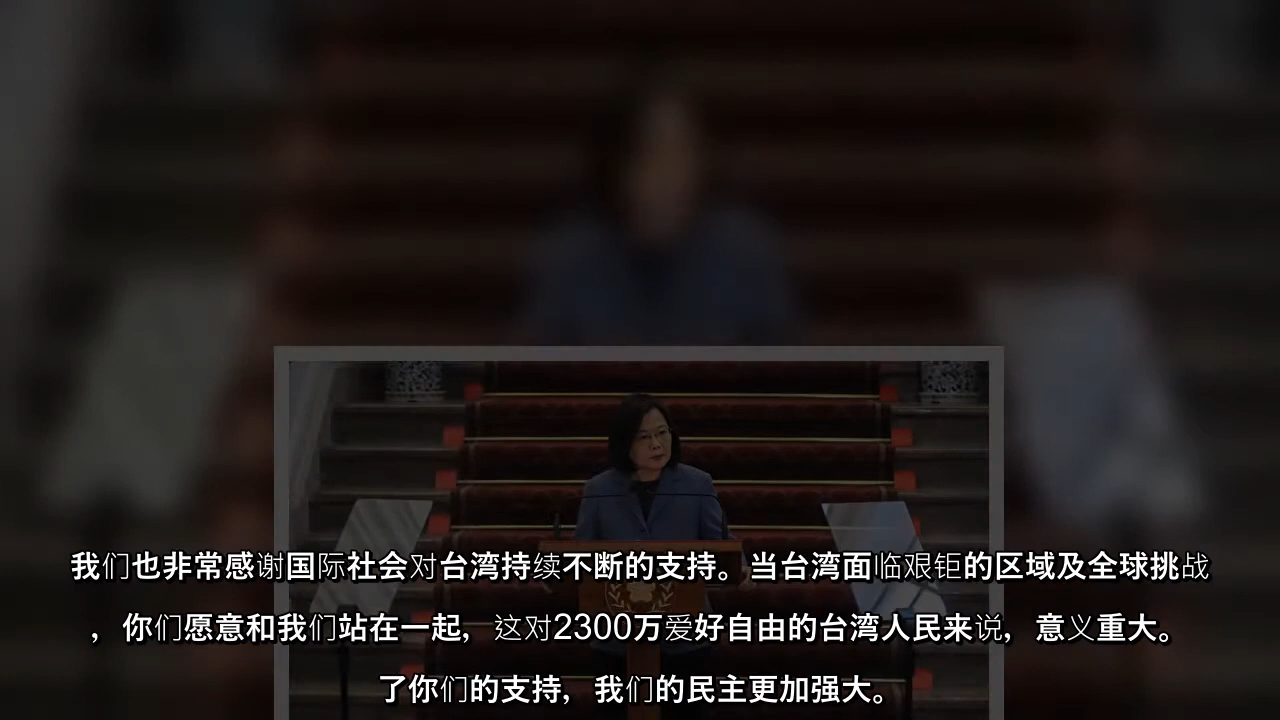 我们也非常感谢国际社会对台湾持续不断的支持。当台湾面临艰钜的区域及全球挑战
，你们愿意和我们站在一起，这对2300万爱好自由的台湾人民来说，意义重大。
了你们的支持，我们的民主更加强大。